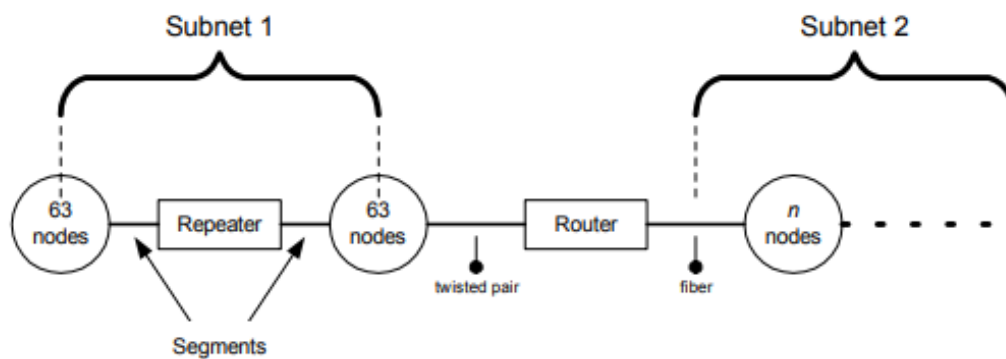 Subnet 1
Subnet 2
63
nodes
Repeater
63
nodes
Router
n
nodes
twisted pair
fiber
Segments